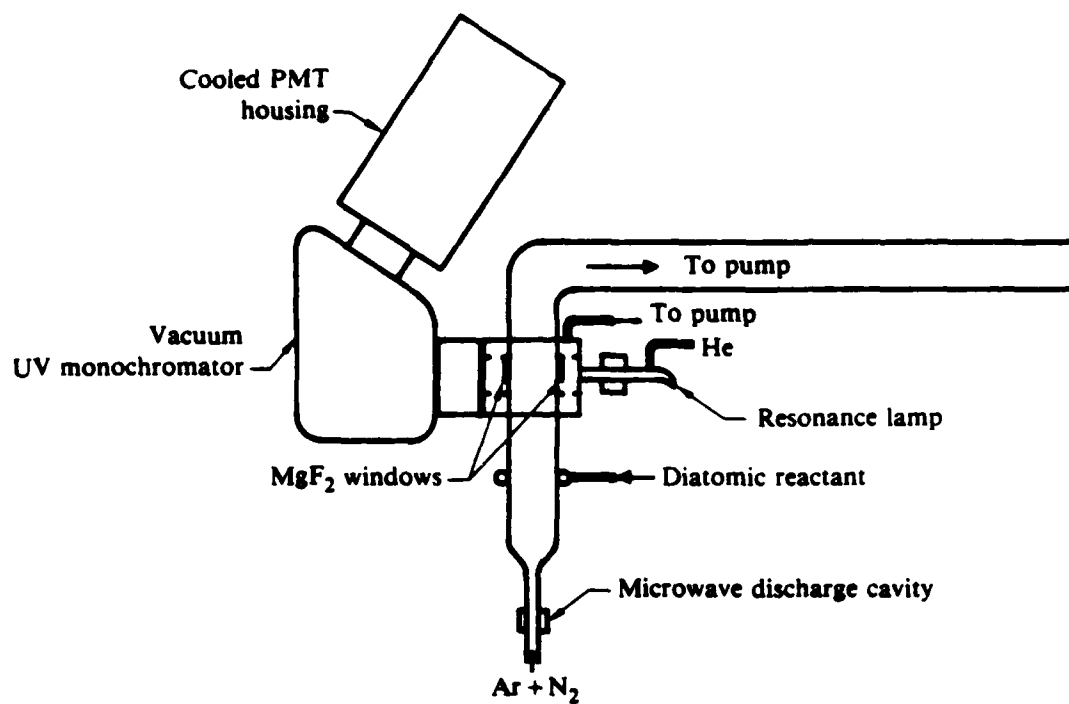 Cooled PMT
housing
To pump
To pump
Vacuum
UV monochromator
He
Resonance lamp
MgF₂ windows
Diatomic reactant
Microwave discharge cavity
Ar + N₂